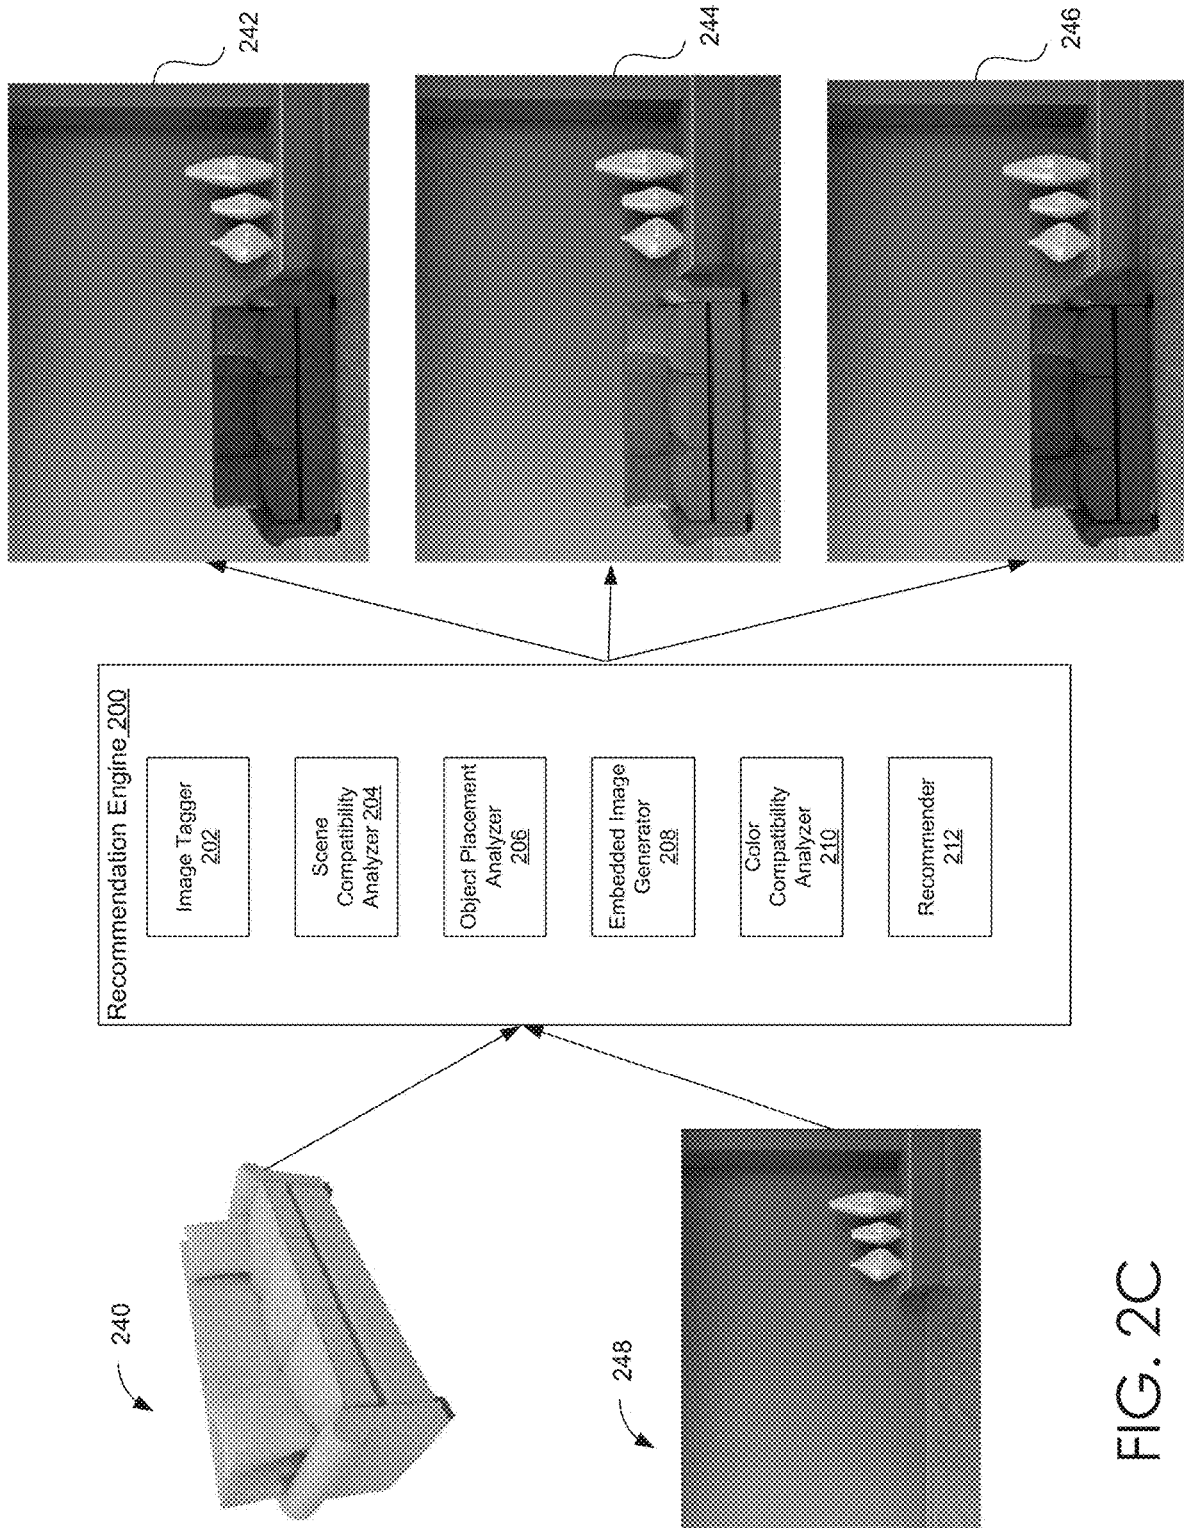 240
248
Recommendation Engine 200
Image Tagger
202
Scene
Compatibility
Analyzer 204
Object Placement
Analyzer
206
Embedded Image
Generator
208
Color
Compatibility
Analyzer
210
Recommender
212
242
244
246
FIG. 2C